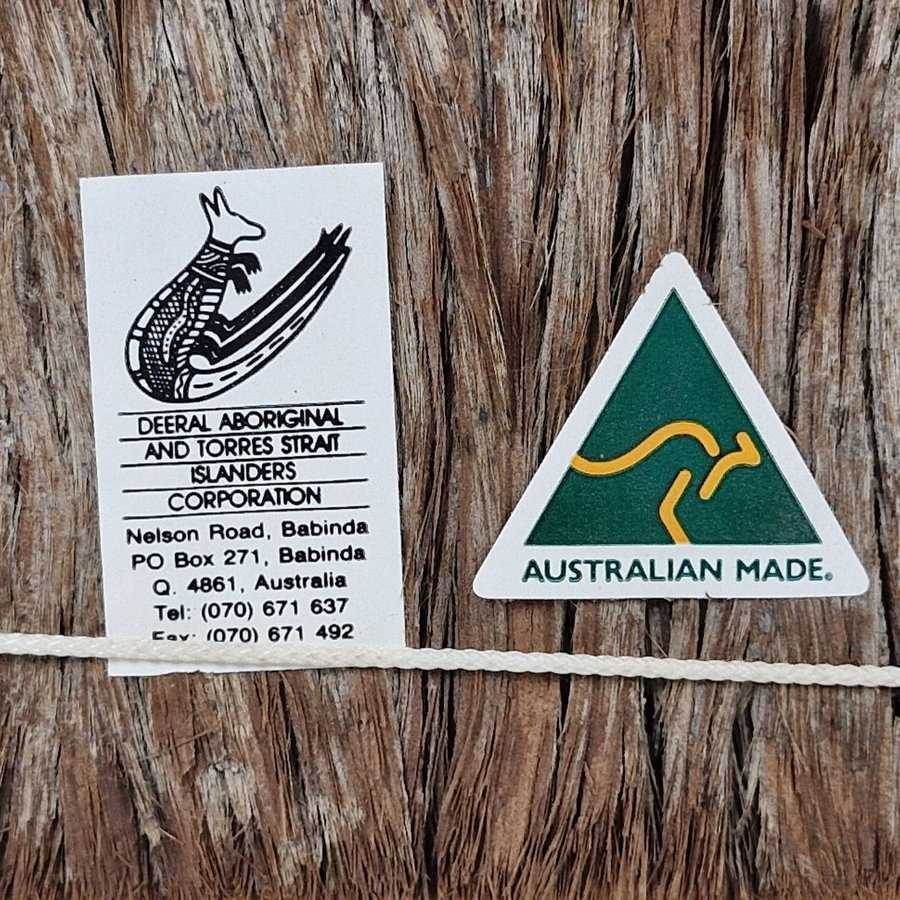 DEERAL ABORIGINAL
AND TORRES STRAIT
ISLANDERS
CORPORATION
Nelson Road, Babinda
PO Box 271, Babinda
Q. 4861, Australia
Tel: (070) 671 637
Fax: (070) 671 492
AUSTRALIAN MADE®